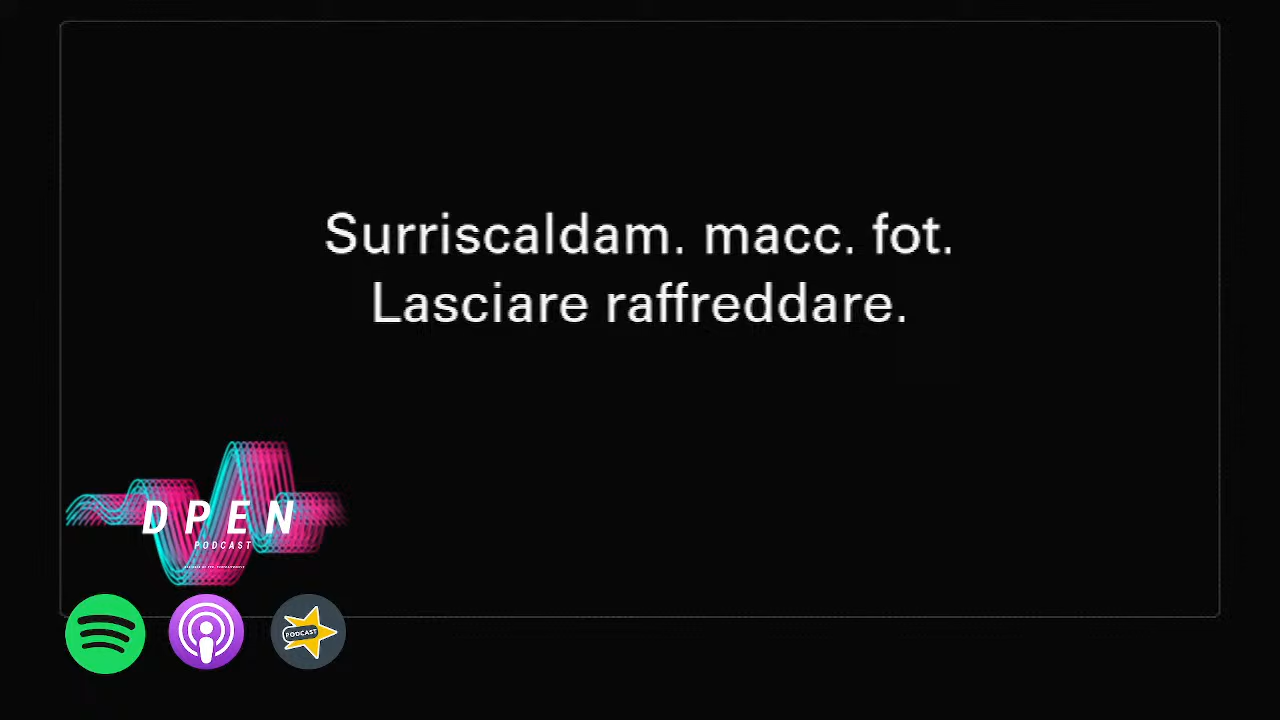 Surriscaldam. macc. fot.
Lasciare raffreddare.
DPEN
PODCAST
PODCAST